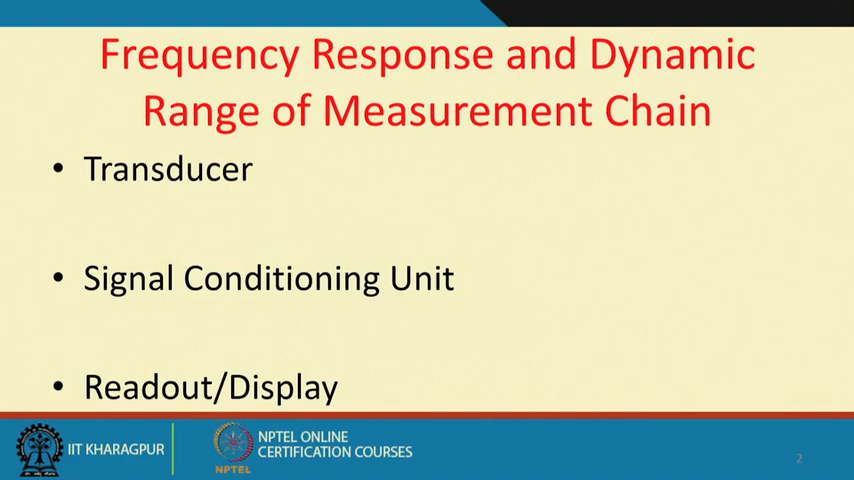 Frequency Response and Dynamic
Range of Measurement Chain
• Transducer
• Signal Conditioning Unit
• Readout/Display
IIT KHARAGPUR
NPTEL
NPTEL ONLINE
CERTIFICATION COURSES
2